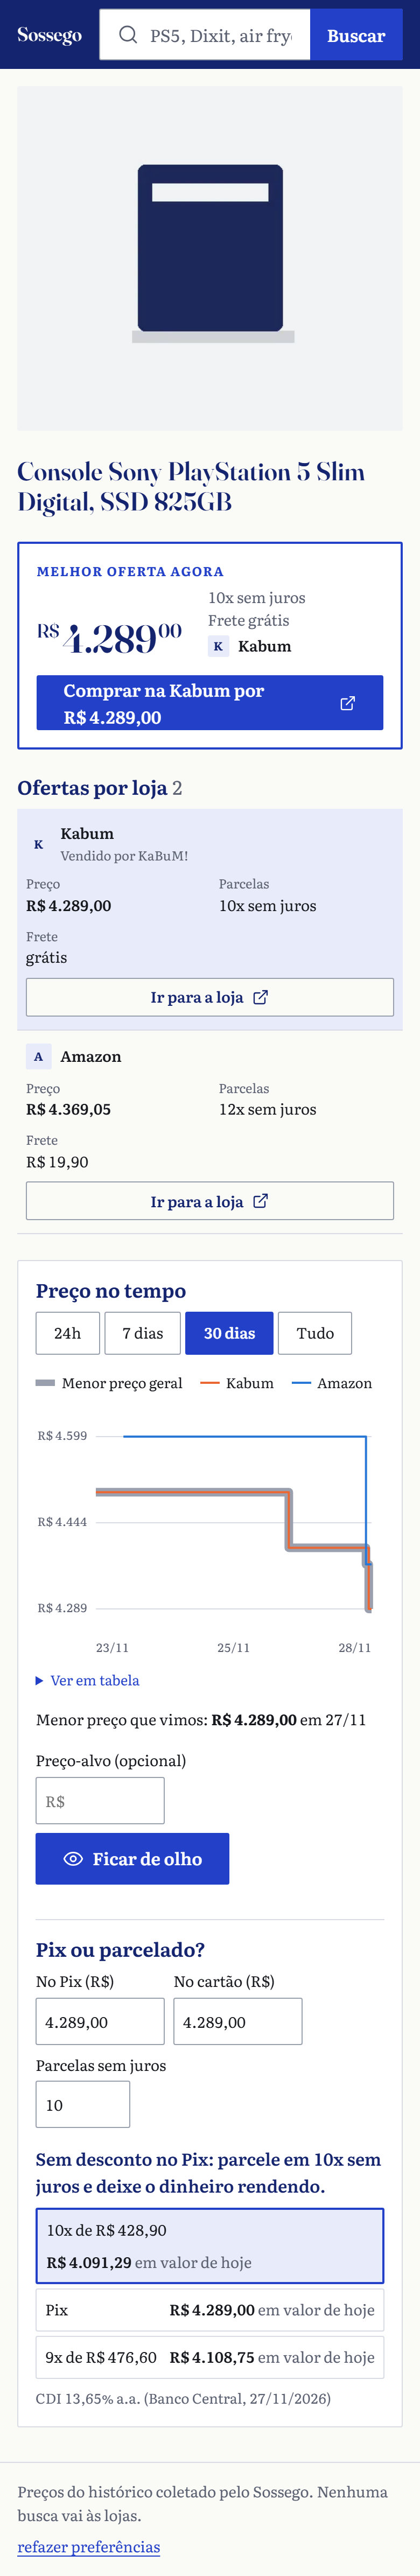 Sossego
PS5, Dixit, air frye
Buscar
Console Sony PlayStation 5 Slim
Digital, SSD 825GB
MELHOR OFERTA AGORA
R$ 4.28900
10x sem juros
Frete grátis
K Kabum
Comprar na Kabum por
R$ 4.289,00
Ofertas por loja 2
K
Kabum
Vendido por KaBuM!
Preço
Parcelas
R$ 4.289,00
10x sem juros
Frete
grátis
Ir para a loja
A Amazon
Preço
Parcelas
R$ 4.369,05
12x sem juros
Frete
R$ 19,90
Ir para a loja
Preço no tempo
24h
7 dias
30 dias
Tudo
Menor preço geral
Kabum
Amazon
R$ 4.599
R$ 4.444
R$ 4.289
23/11
25/11
28/11
Ver em tabela
Menor preço que vimos: R$ 4.289,00 em 27/11
Preço-alvo (opcional)
R$
Ficar de olho
Pix ou parcelado?
No Pix (R$)
No cartão (R$)
4.289,00
4.289,00
Parcelas sem juros
10
Sem desconto no Pix: parcele em 10x sem
juros e deixe o dinheiro rendendo.
10x de R$ 428,90
R$ 4.091,29 em valor de hoje
Pix
R$ 4.289,00 em valor de hoje
9x de R$ 476,60
R$ 4.108,75 em valor de hoje
CDI 13,65% a.a. (Banco Central, 27/11/2026)
Preços do histórico coletado pelo Sossego. Nenhuma
busca vai às lojas.
refazer preferências